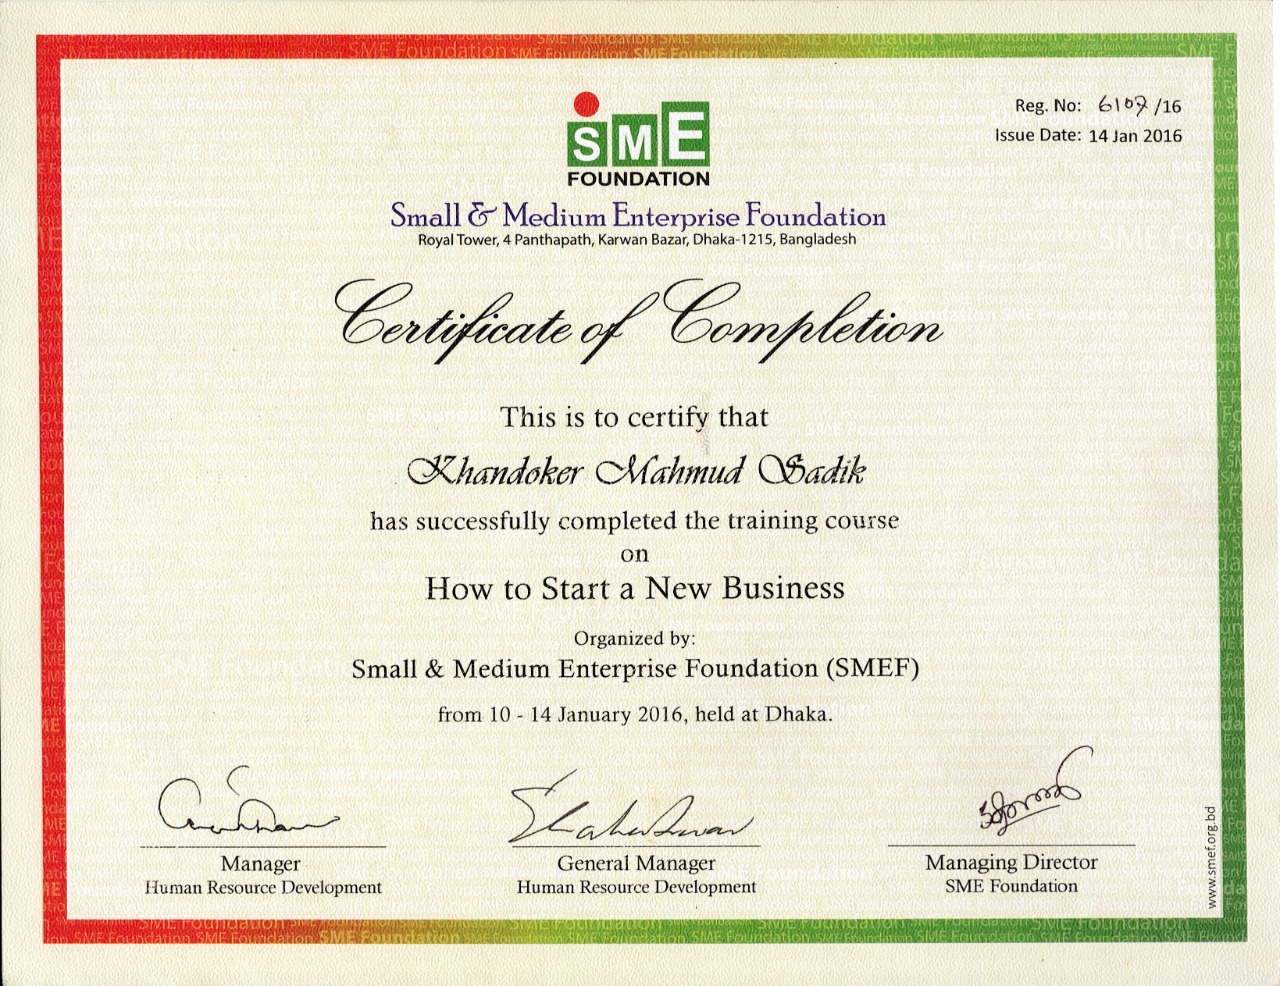 SME
FOUNDATION
Reg. No: 6107/16
Issue Date: 14 Jan 2016
Small & Medium Enterprise Foundation
Royal Tower, 4 Panthapath, Karwan Bazar, Dhaka-1215, Bangladesh
Certificate of Completion
This is to certify that
Khandoker Mahmud Sadik
has successfully completed the training course
on
How to Start a New Business
Organized by:
Small & Medium Enterprise Foundation (SMEF)
from 10 - 14 January 2016, held at Dhaka.
Manager
Human Resource Development
General Manager
Human Resource Development
Managing Director
SME Foundation
www.smef.org.bd